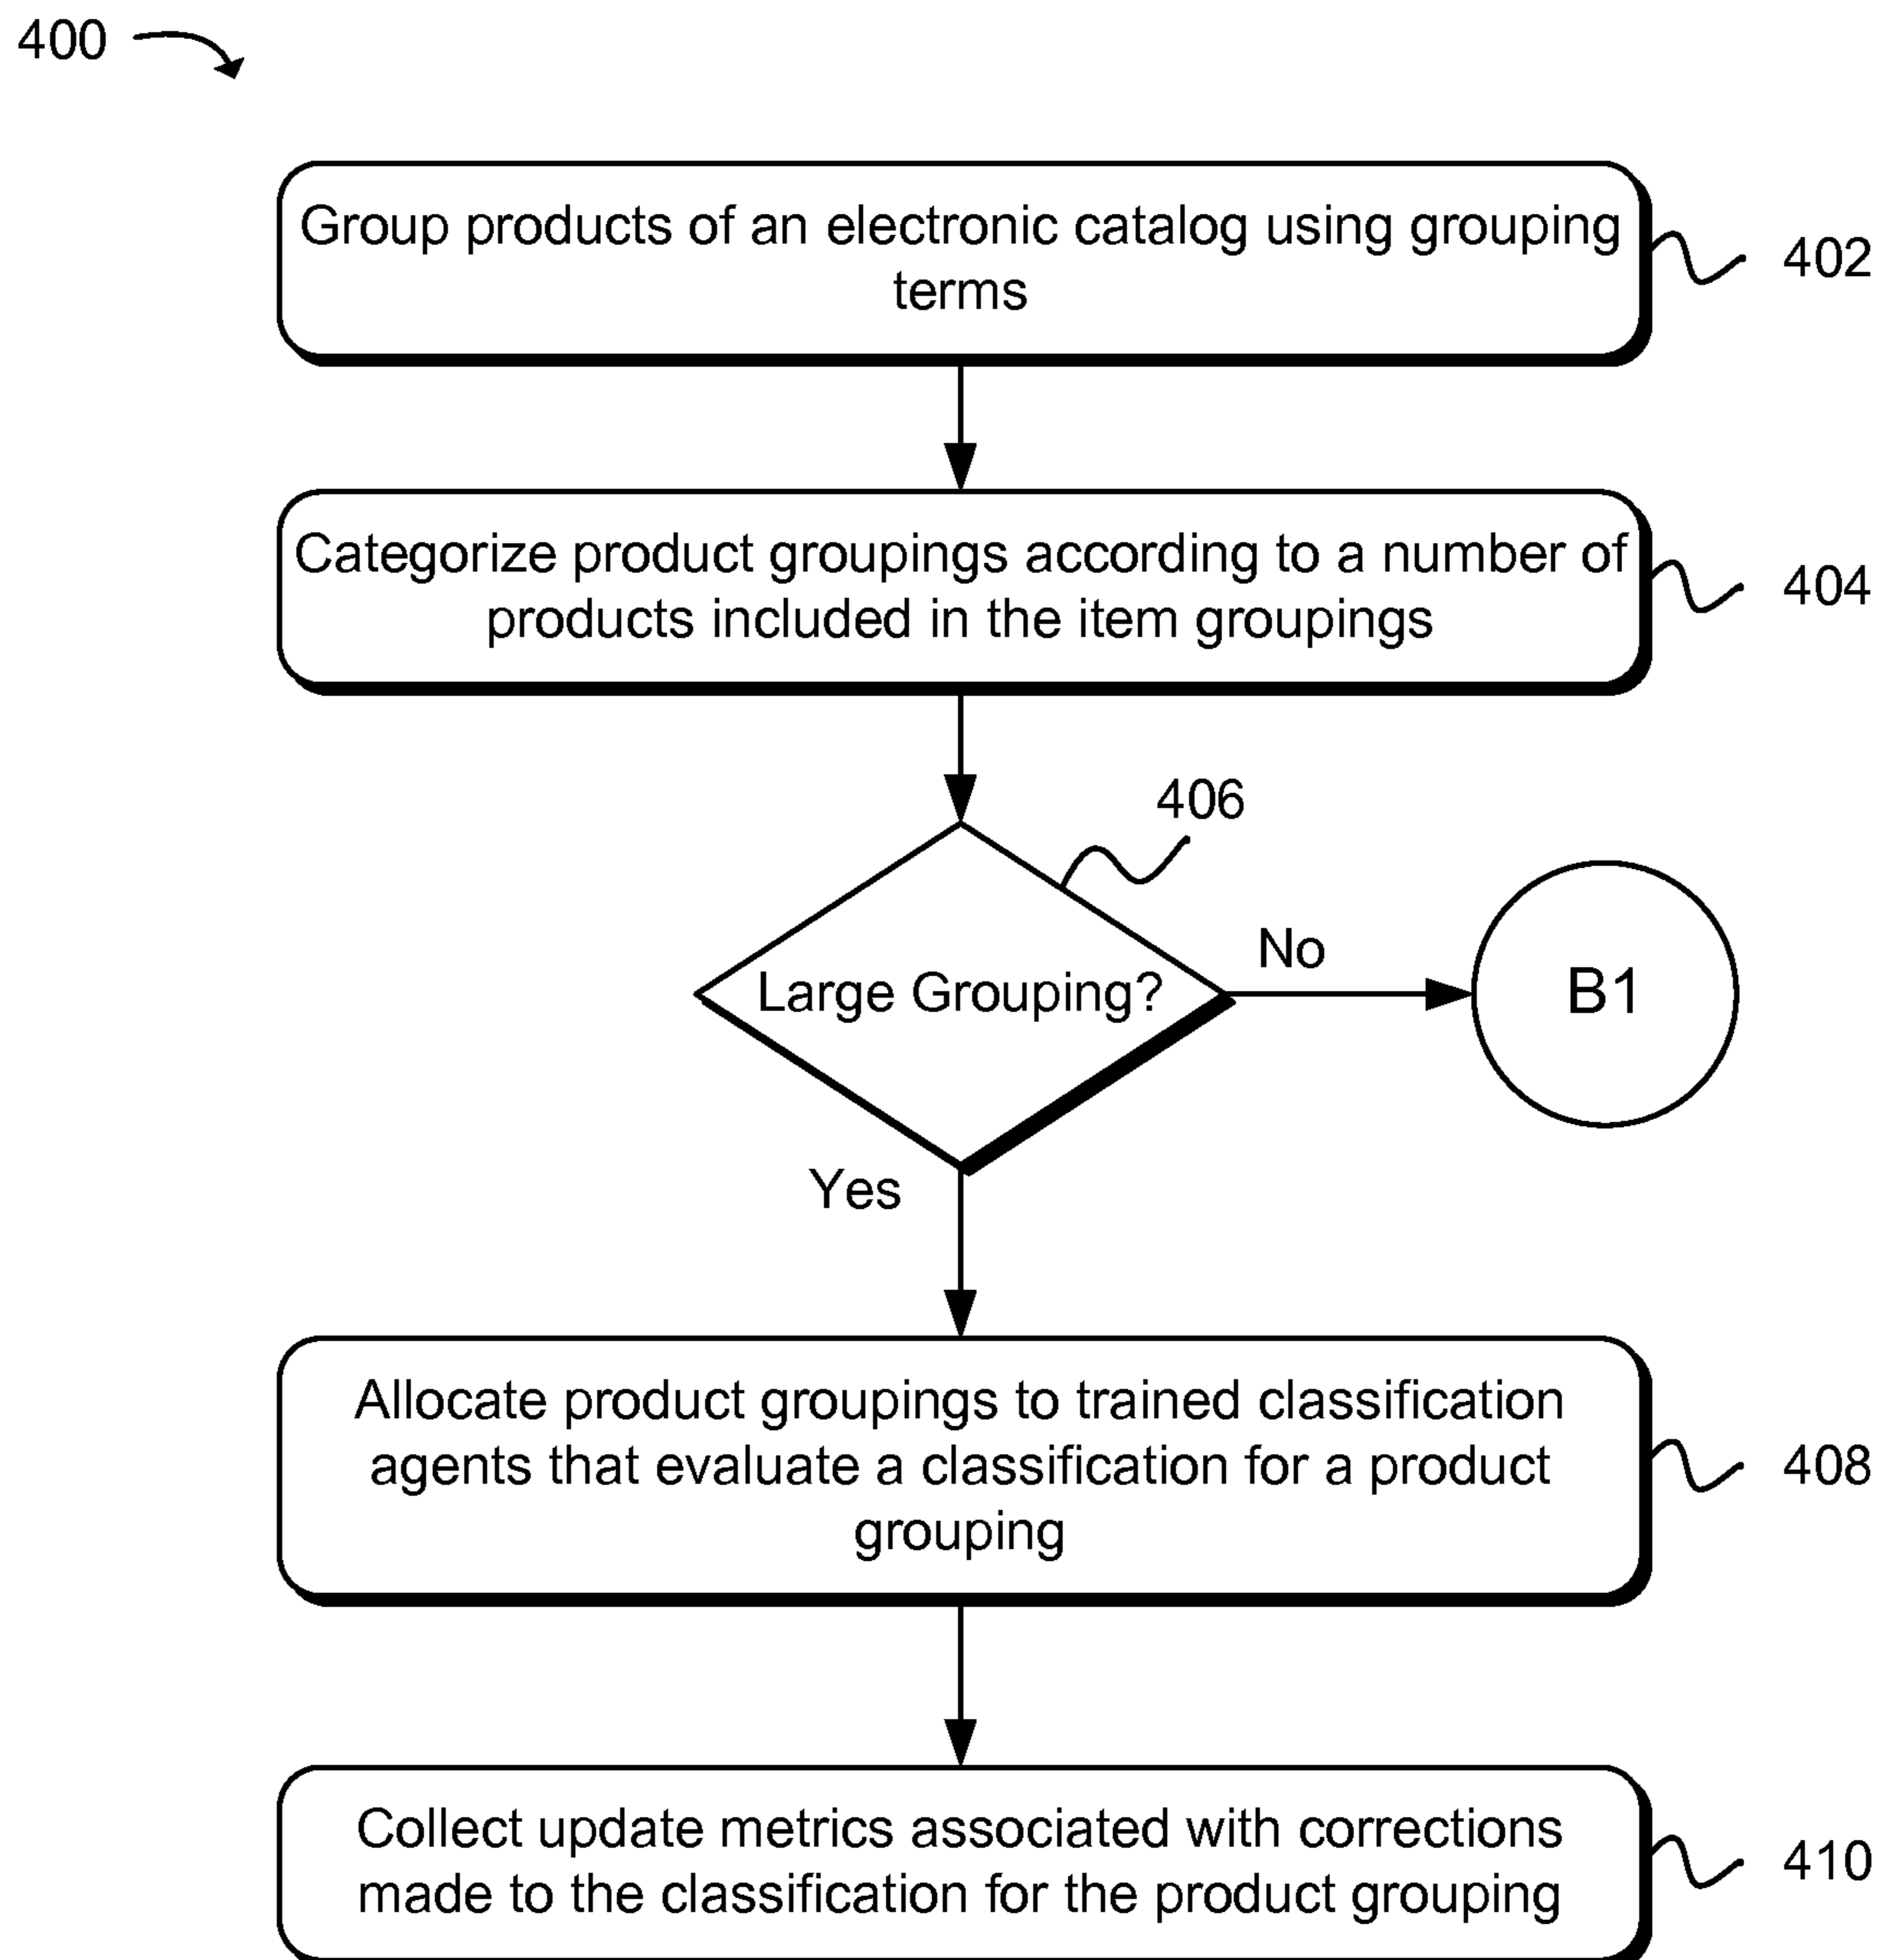 400
Group products of an electronic catalog using grouping
terms
402
Categorize product groupings according to a number of
products included in the item groupings
404
406
Large Grouping?
No
B1
Yes
Allocate product groupings to trained classification
agents that evaluate a classification for a product
grouping
408
Collect update metrics associated with corrections
made to the classification for the product grouping
410